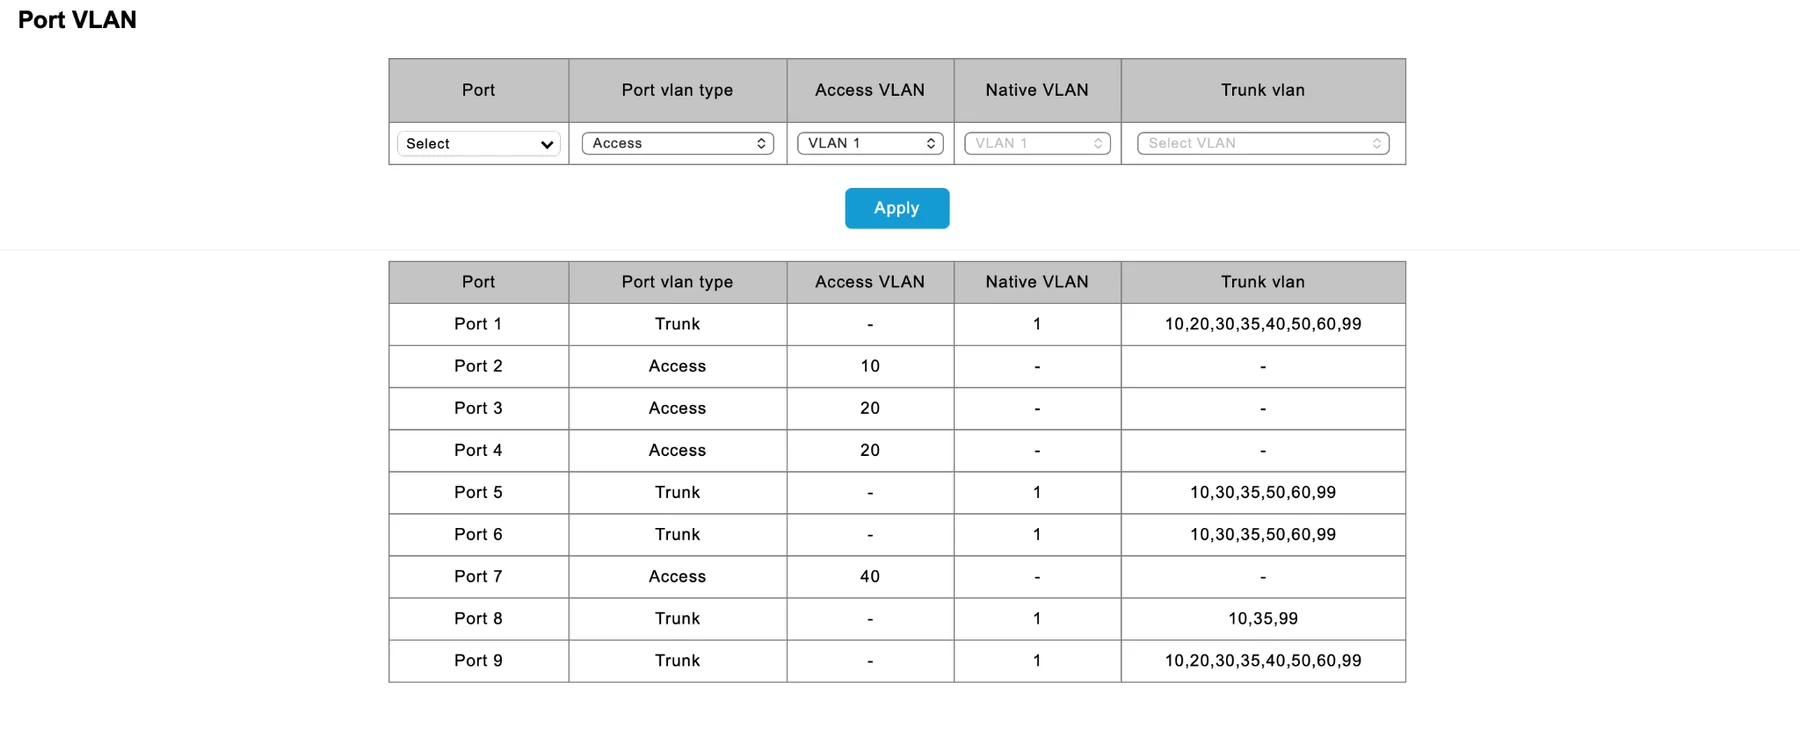 Port VLAN
Port Port vlan type Access VLAN Native VLAN Trunk vlan
Select Access VLAN 1 VLAN 1 Select VLAN
Apply
Port Port vlan type Access VLAN Native VLAN Trunk vlan
Port 1 Trunk - 1 10,20,30,35,40,50,60,99
Port 2 Access 10 - -
Port 3 Access 20 - -
Port 4 Access 20 - -
Port 5 Trunk - 1 10,30,35,50,60,99
Port 6 Trunk - 1 10,30,35,50,60,99
Port 7 Access 40 - -
Port 8 Trunk - 1 10,35,99
Port 9 Trunk - 1 10,20,30,35,40,50,60,99